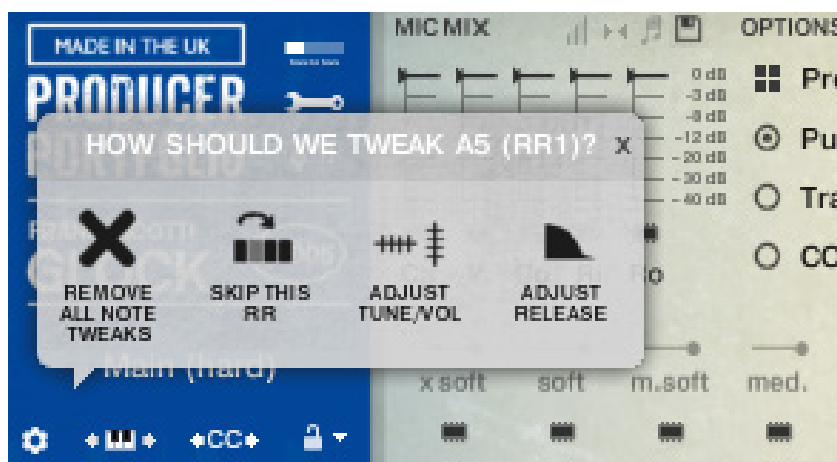 MADE IN THE UK
PRODUCER
PORTFOLIO
MIC MIX
OPTIONS
0 dB
-3 dB
-12 dB
-20 dB
-30 dB
-40 dB
HOW SHOULD WE TWEAK A5 (RR1)? X
REMOVE
ALL NOTE
TWEAKS
SKIP THIS
RR
ADJUST
TUNE/VOL
ADJUST
RELEASE
Main (hard)
x soft soft m.soft med.
CC
CC